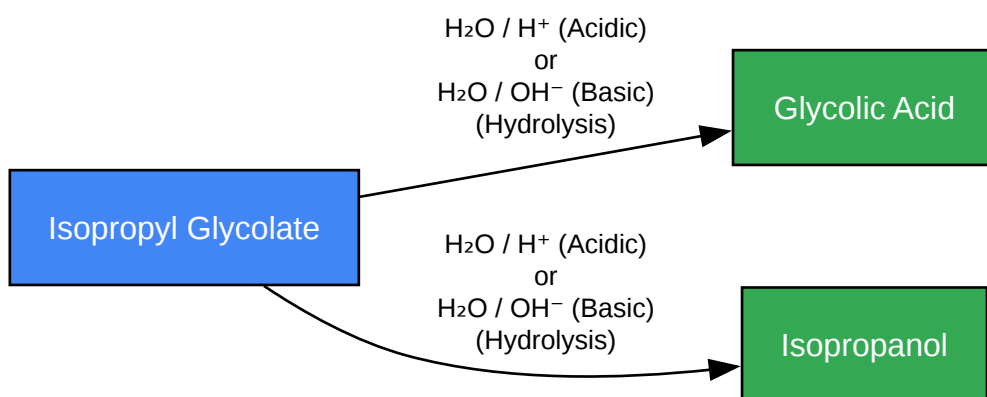 H₂O / H⁺ (Acidic)
or
H₂O / OH⁻ (Basic)
(Hydrolysis)
Glycolic Acid
Isopropyl Glycolate
H₂O / H⁺ (Acidic)
or
H₂O / OH⁻ (Basic)
(Hydrolysis)
Isopropanol